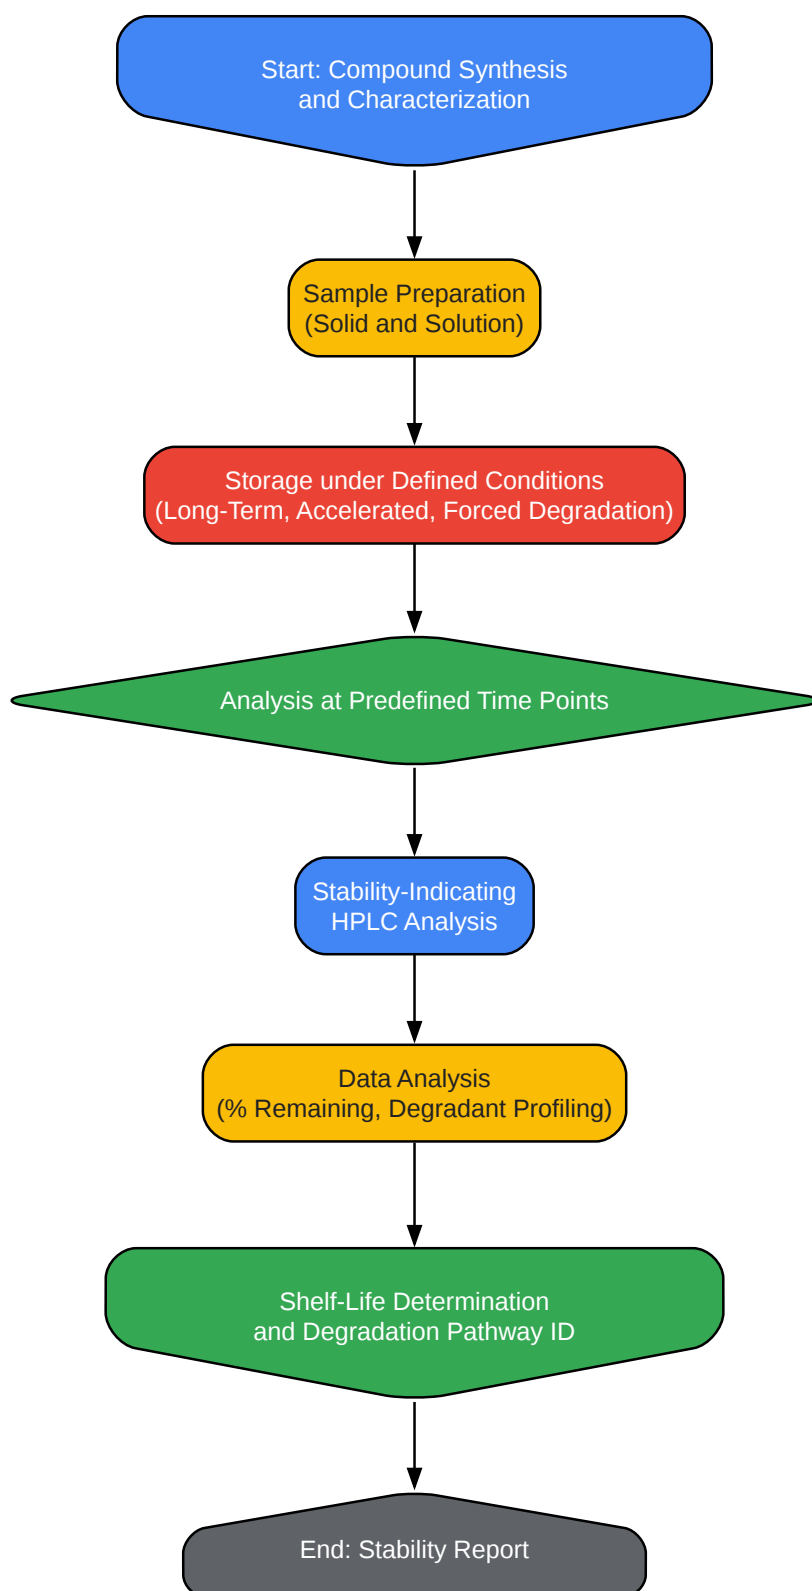 Start: Compound Synthesis
and Characterization
Sample Preparation
(Solid and Solution)
Storage under Defined Conditions
(Long-Term, Accelerated, Forced Degradation)
Analysis at Predefined Time Points
Stability-Indicating
HPLC Analysis
Data Analysis
(% Remaining, Degradant Profiling)
Shelf-Life Determination
and Degradation Pathway ID
End: Stability Report